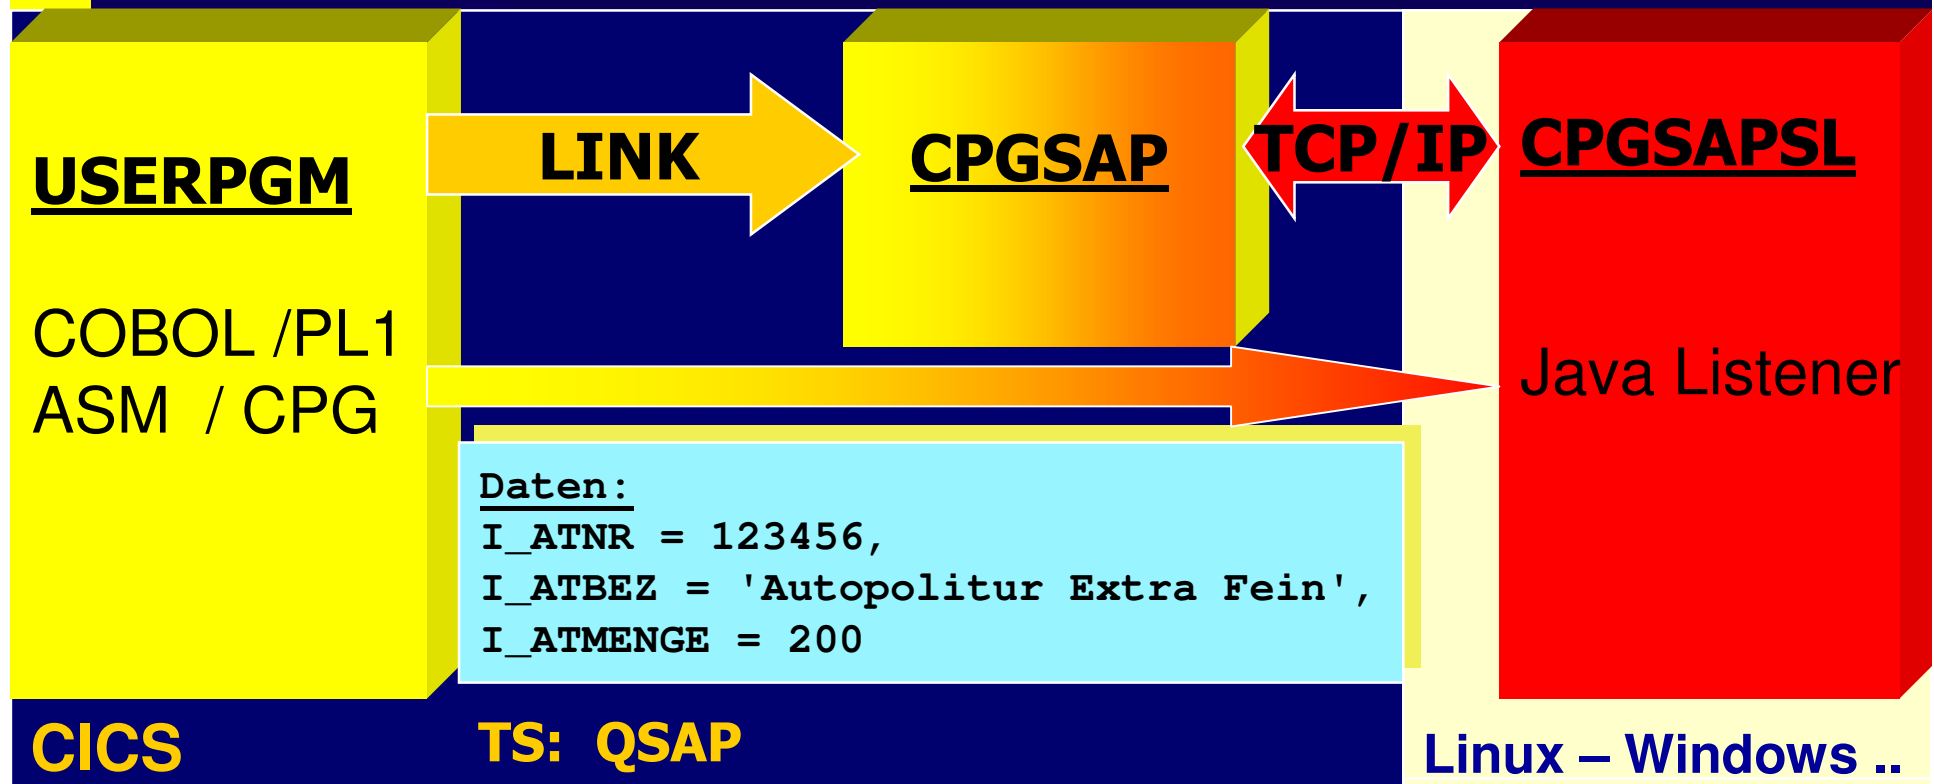 USERPGM
COBOL /PL1
ASM / CPG
LINK
CPGSAP
TCP/IP
CPGSAPSL
Java Listener
Daten:
I_ATNR = 123456,
I_ATBEZ = 'Autopolitur Extra Fein',
I_ATMENGE = 200
CICS
TS: QSAP
Linux – Windows ..